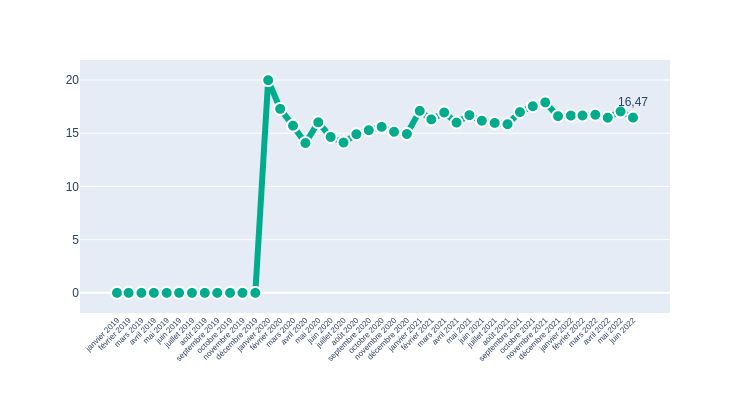 20
15
10
5
0
16,47
janvier 2019
février 2019
mars 2019
avril 2019
mai 2019
juin 2019
juillet 2019
août 2019
septembre 2019
octobre 2019
novembre 2019
décembre 2019
janvier 2020
février 2020
mars 2020
avril 2020
mai 2020
juin 2020
juillet 2020
août 2020
septembre 2020
octobre 2020
novembre 2020
décembre 2020
janvier 2021
février 2021
mars 2021
avril 2021
mai 2021
juin 2021
juillet 2021
août 2021
septembre 2021
octobre 2021
novembre 2021
décembre 2021
janvier 2022
février 2022
mars 2022
avril 2022
mai 2022
juin 2022